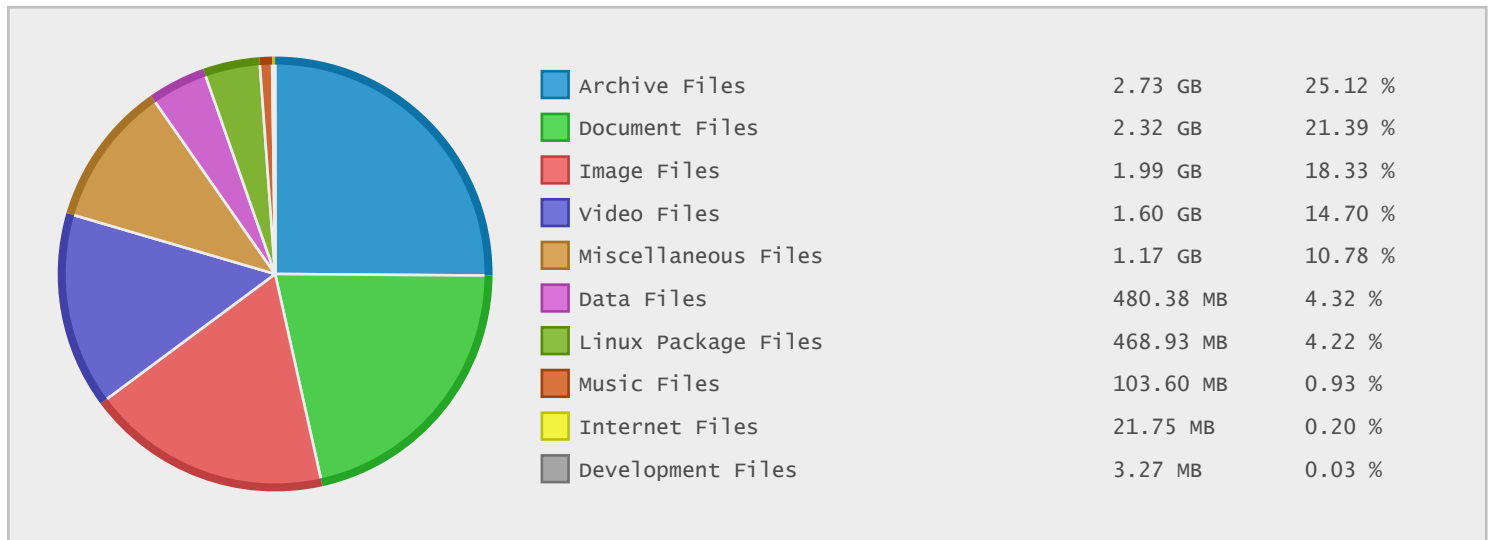 Archive Files 2.73 GB 25.12 %
Document Files 2.32 GB 21.39 %
Image Files 1.99 GB 18.33 %
Video Files 1.60 GB 14.70 %
Miscellaneous Files 1.17 GB 10.78 %
Data Files 480.38 MB 4.32 %
Linux Package Files 468.93 MB 4.22 %
Music Files 103.60 MB 0.93 %
Internet Files 21.75 MB 0.20 %
Development Files 3.27 MB 0.03 %